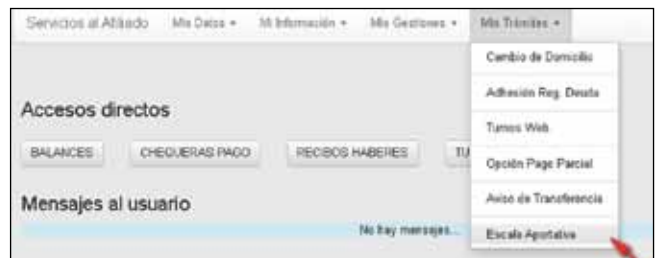 Servicios al Afiliado Mis Datos Mi Información Mis Gestiones Mis Trámites
Cambio de Domicilio
Adhesión Reg. Deuda
Turnos Web
Opción Pago Parcial
Aviso de Transferencia
Escala Aportativa
Accesos directos
BALANCES CHEQUERAS PAGO RECIBOS HABERES TU
Mensajes al usuario
No hay mensajes...